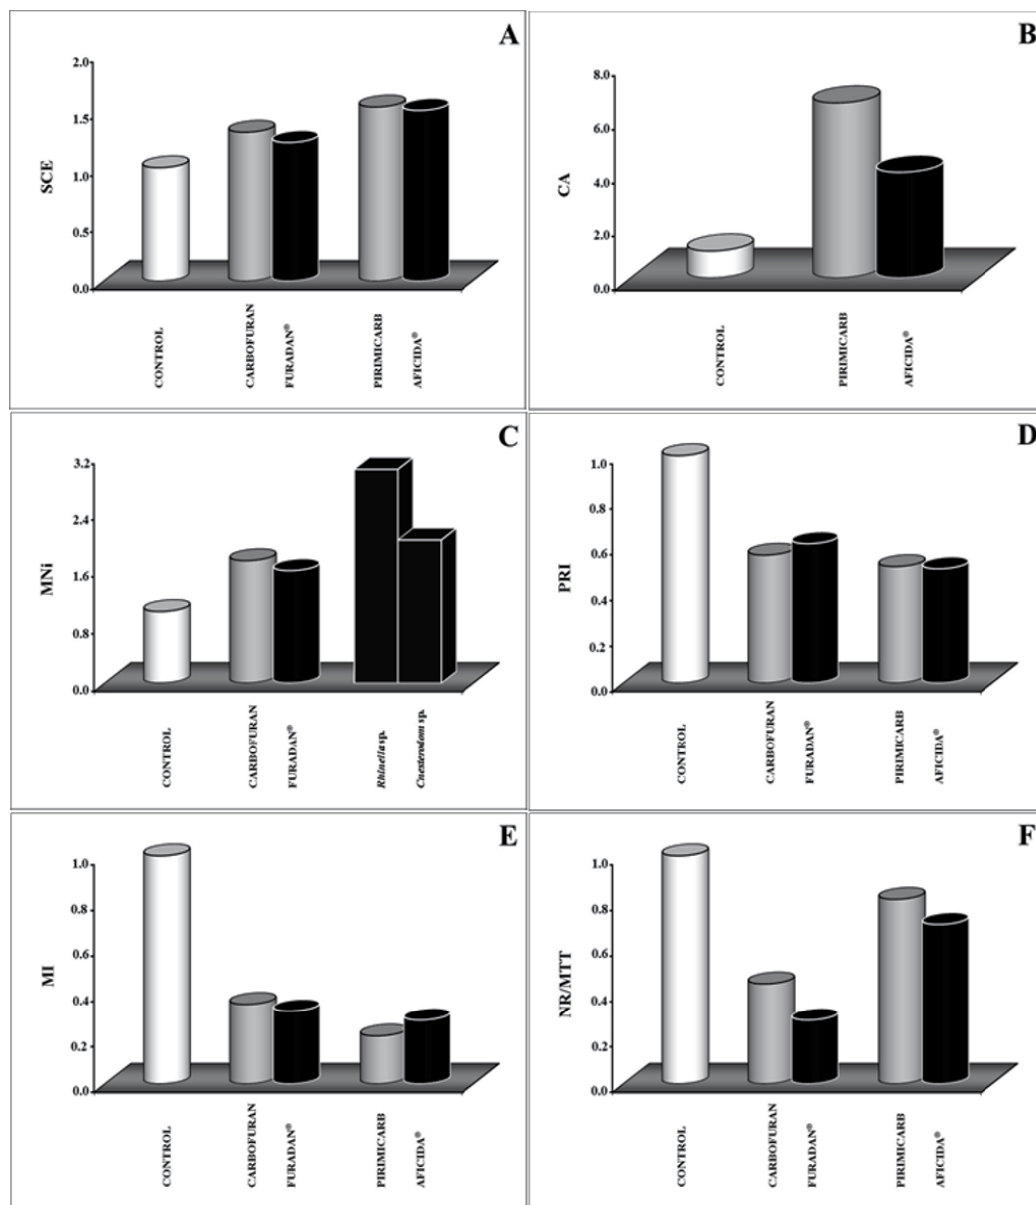 A
SCE
2.0
1.5
1.0
0.5
0.0
CONTROL
CARBOFURAN
FURADAN®
PIRIMICARB
AFICIDA®
B
CA
8.0
6.0
4.0
2.0
0.0
CONTROL
PIRIMICARB
AFICIDA®
C
MNi
3.2
2.4
1.6
0.8
0.0
CONTROL
CARBOFURAN
FURADAN®
Rhinella sp.
Cnesterodom sp.
D
PRI
1.0
0.8
0.6
0.4
0.2
0.0
CONTROL
CARBOFURAN
FURADAN®
PIRIMICARB
AFICIDA®
E
MI
1.0
0.8
0.6
0.4
0.2
0.0
CONTROL
CARBOFURAN
FURADAN®
PIRIMICARB
AFICIDA®
F
NR/MTT
1.0
0.8
0.6
0.4
0.2
0.0
CONTROL
CARBOFURAN
FURADAN®
PIRIMICARB
AFICIDA®